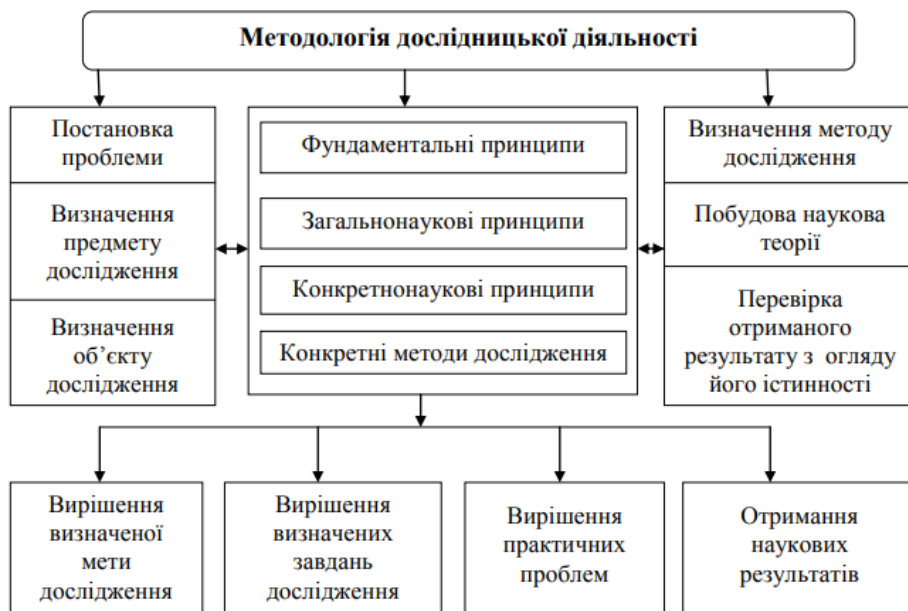 Методологія дослідницької діяльності
Постановка
проблеми
Визначення
предмету
дослідження
Визначення
об’єкту
дослідження
Фундаментальні принципи
Загальнонаукові принципи
Конкретнонаукові принципи
Конкретні методи дослідження
Визначення методу
дослідження
Побудова наукова
теорії
Перевірка
отриманого
результату з огляду
його істинності
Вирішення
визначеної
мети
дослідження
Вирішення
визначених
завдань
дослідження
Вирішення
практичних
проблем
Отримання
наукових
результатів